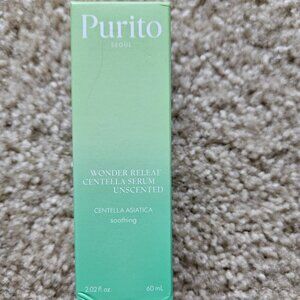 Purito
SEOUL
WONDER RELEAF
CENTELLA SERUM
UNSCENTED
CENTELLA ASIATICA
soothing
2.02 fl. oz. 60 mL